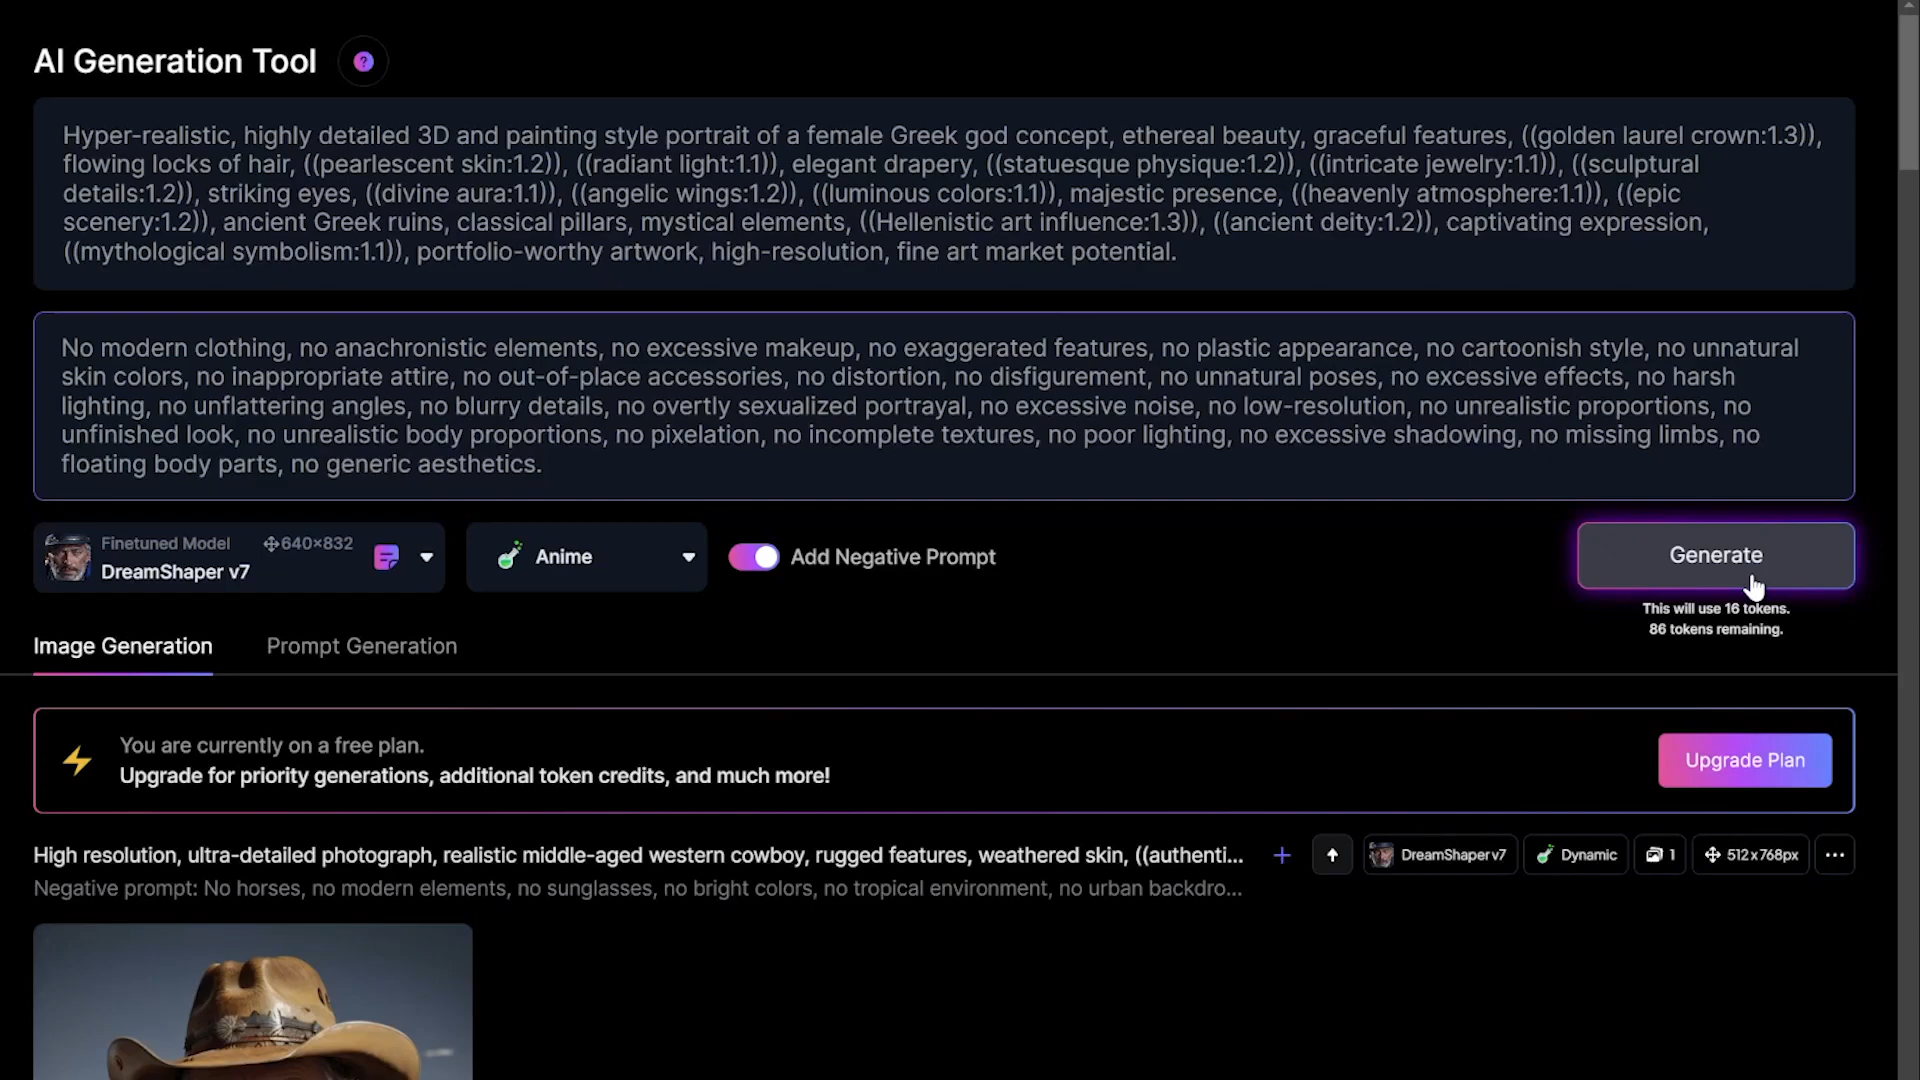 AI Generation Tool ?
Hyper-realistic, highly detailed 3D and painting style portrait of a female Greek god concept, ethereal beauty, graceful features, ((golden laurel crown:1.3)),
flowing locks of hair, ((pearlescent skin:1.2)), ((radiant light:1.1)), elegant drapery, ((statuesque physique:1.2)), ((intricate jewelry:1.1)), ((sculptural
details:1.2)), striking eyes, ((divine aura:1.1)), ((angelic wings:1.2)), ((luminous colors:1.1)), majestic presence, ((heavenly atmosphere:1.1)), ((epic
scenery:1.2)), ancient Greek ruins, classical pillars, mystical elements, ((Hellenistic art influence:1.3)), ((ancient deity:1.2)), captivating expression,
((mythological symbolism:1.1)), portfolio-worthy artwork, high-resolution, fine art market potential.
No modern clothing, no anachronistic elements, no excessive makeup, no exaggerated features, no plastic appearance, no cartoonish style, no unnatural
skin colors, no inappropriate attire, no out-of-place accessories, no distortion, no disfigurement, no unnatural poses, no excessive effects, no harsh
lighting, no unflattering angles, no blurry details, no overtly sexualized portrayal, no excessive noise, no low-resolution, no unrealistic proportions, no
unfinished look, no unrealistic body proportions, no pixelation, no incomplete textures, no poor lighting, no excessive shadowing, no missing limbs, no
floating body parts, no generic aesthetics.
Finetuned Model 640×832
DreamShaper v7
Anime
Add Negative Prompt
Generate
This will use 16 tokens.
86 tokens remaining.
Image Generation Prompt Generation
You are currently on a free plan.
Upgrade for priority generations, additional token credits, and much more!
Upgrade Plan
High resolution, ultra-detailed photograph, realistic middle-aged western cowboy, rugged features, weathered skin, ((authenti...
DreamShaper v7 Dynamic 1 512x768px
Negative prompt: No horses, no modern elements, no sunglasses, no bright colors, no tropical environment, no urban backdro...